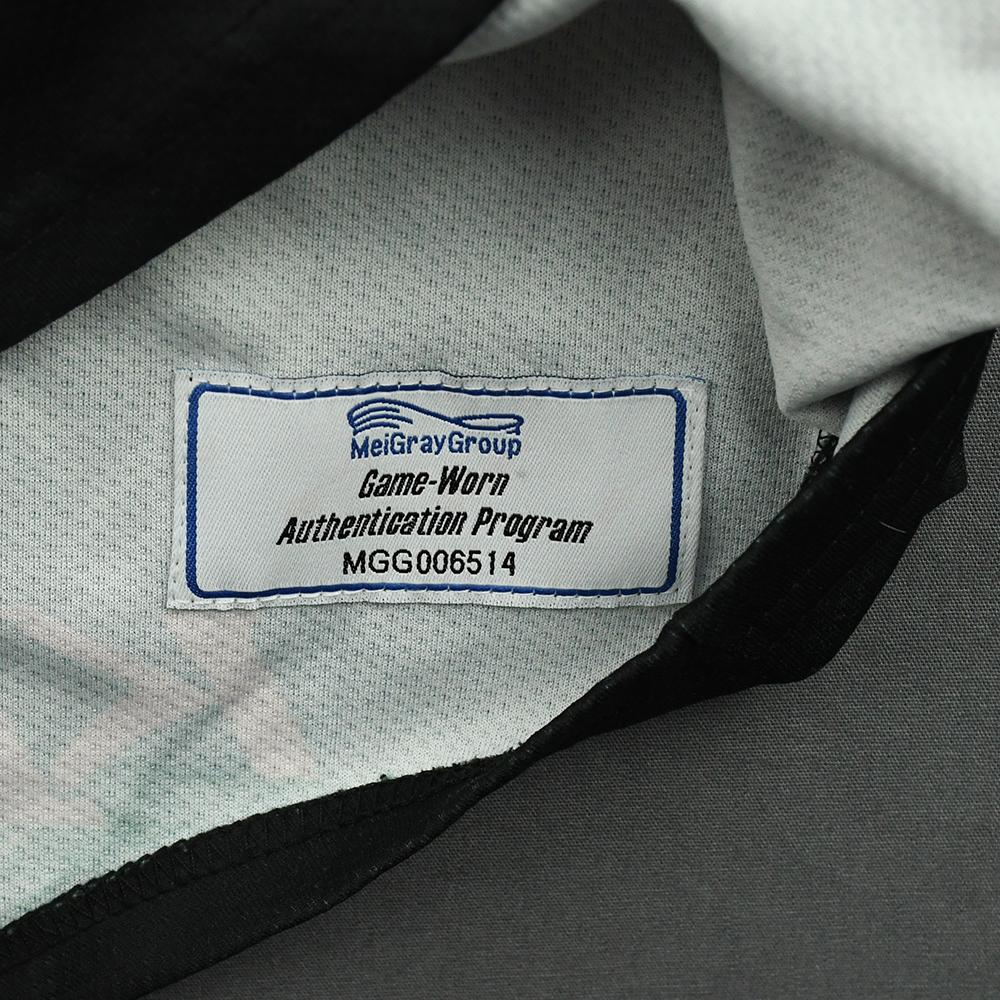 MeiGrayGroup
Game-Worn
Authentication Program
MGG006514